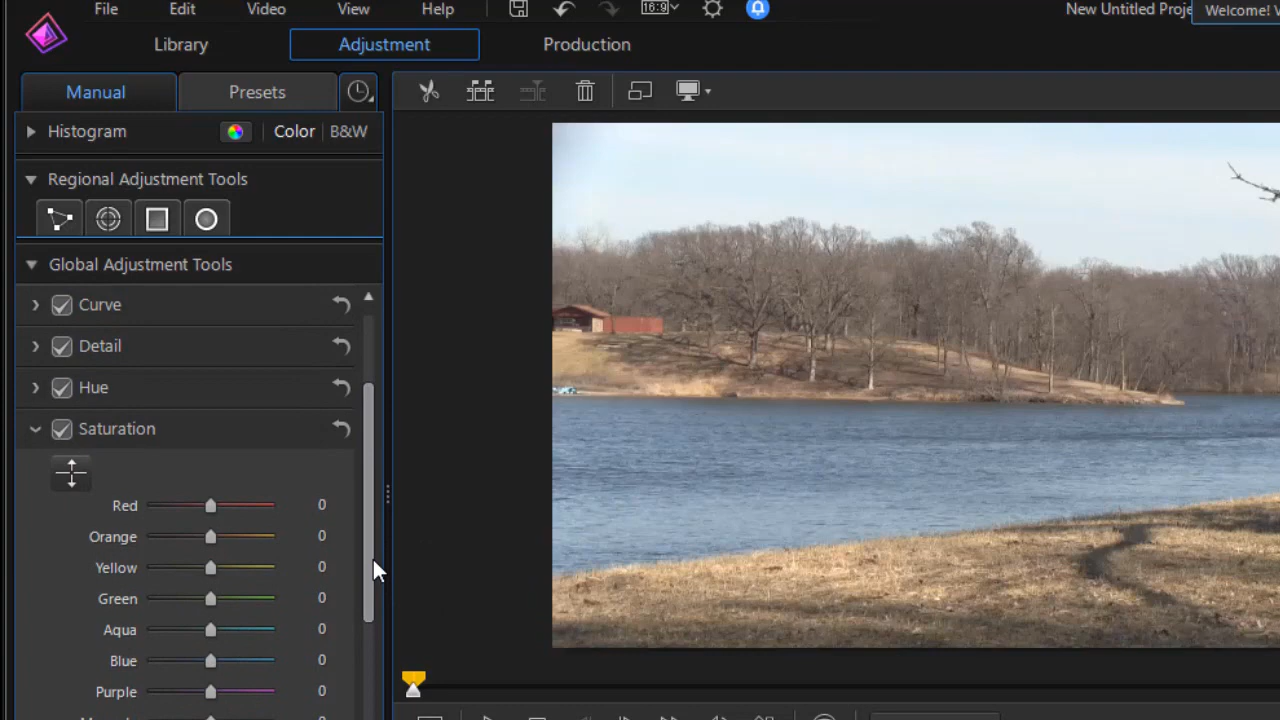 File Edit Video View Help 16:9 New Untitled Proje Welcome! V
Library Adjustment Production
Manual Presets
Histogram Color B&W
Regional Adjustment Tools
Global Adjustment Tools
Curve
Detail
Hue
Saturation
Red 0
Orange 0
Yellow 0
Green 0
Aqua 0
Blue 0
Purple 0